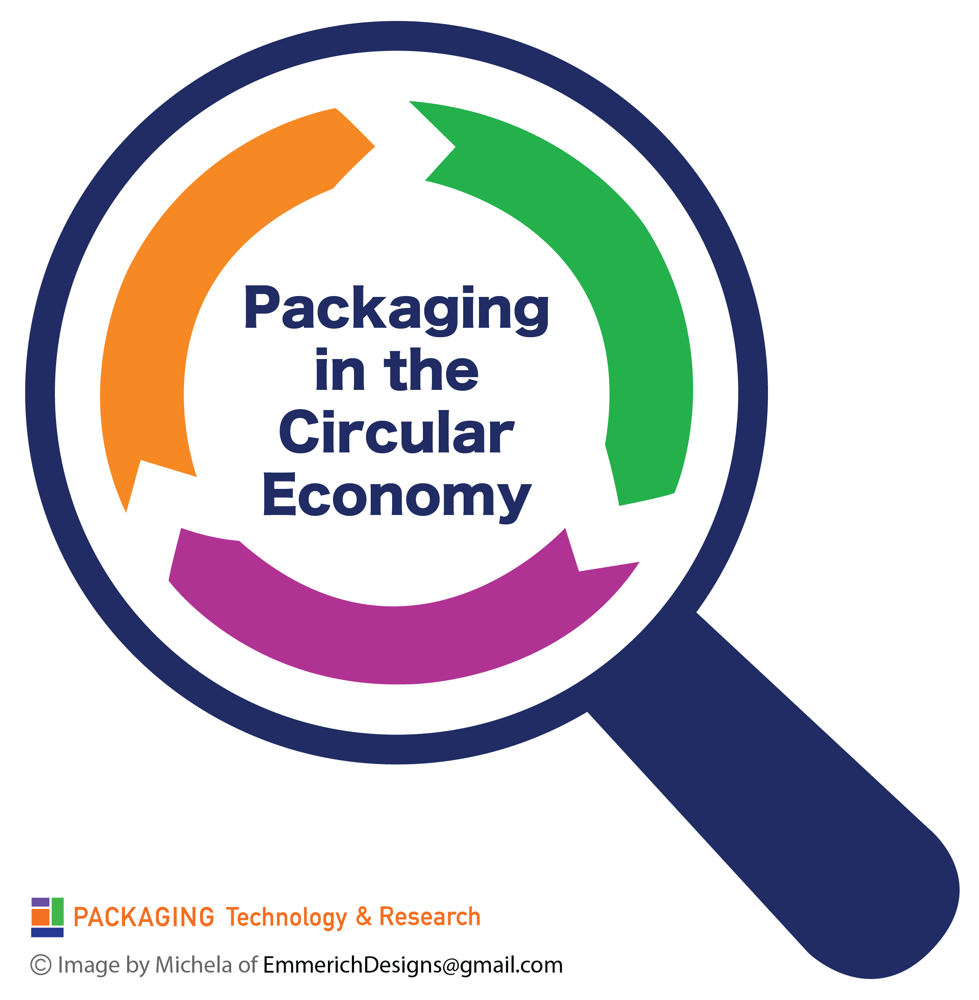 Packaging
in the
Circular
Economy
PACKAGING Technology & Research
© Image by Michela of EmmerichDesigns@gmail.com